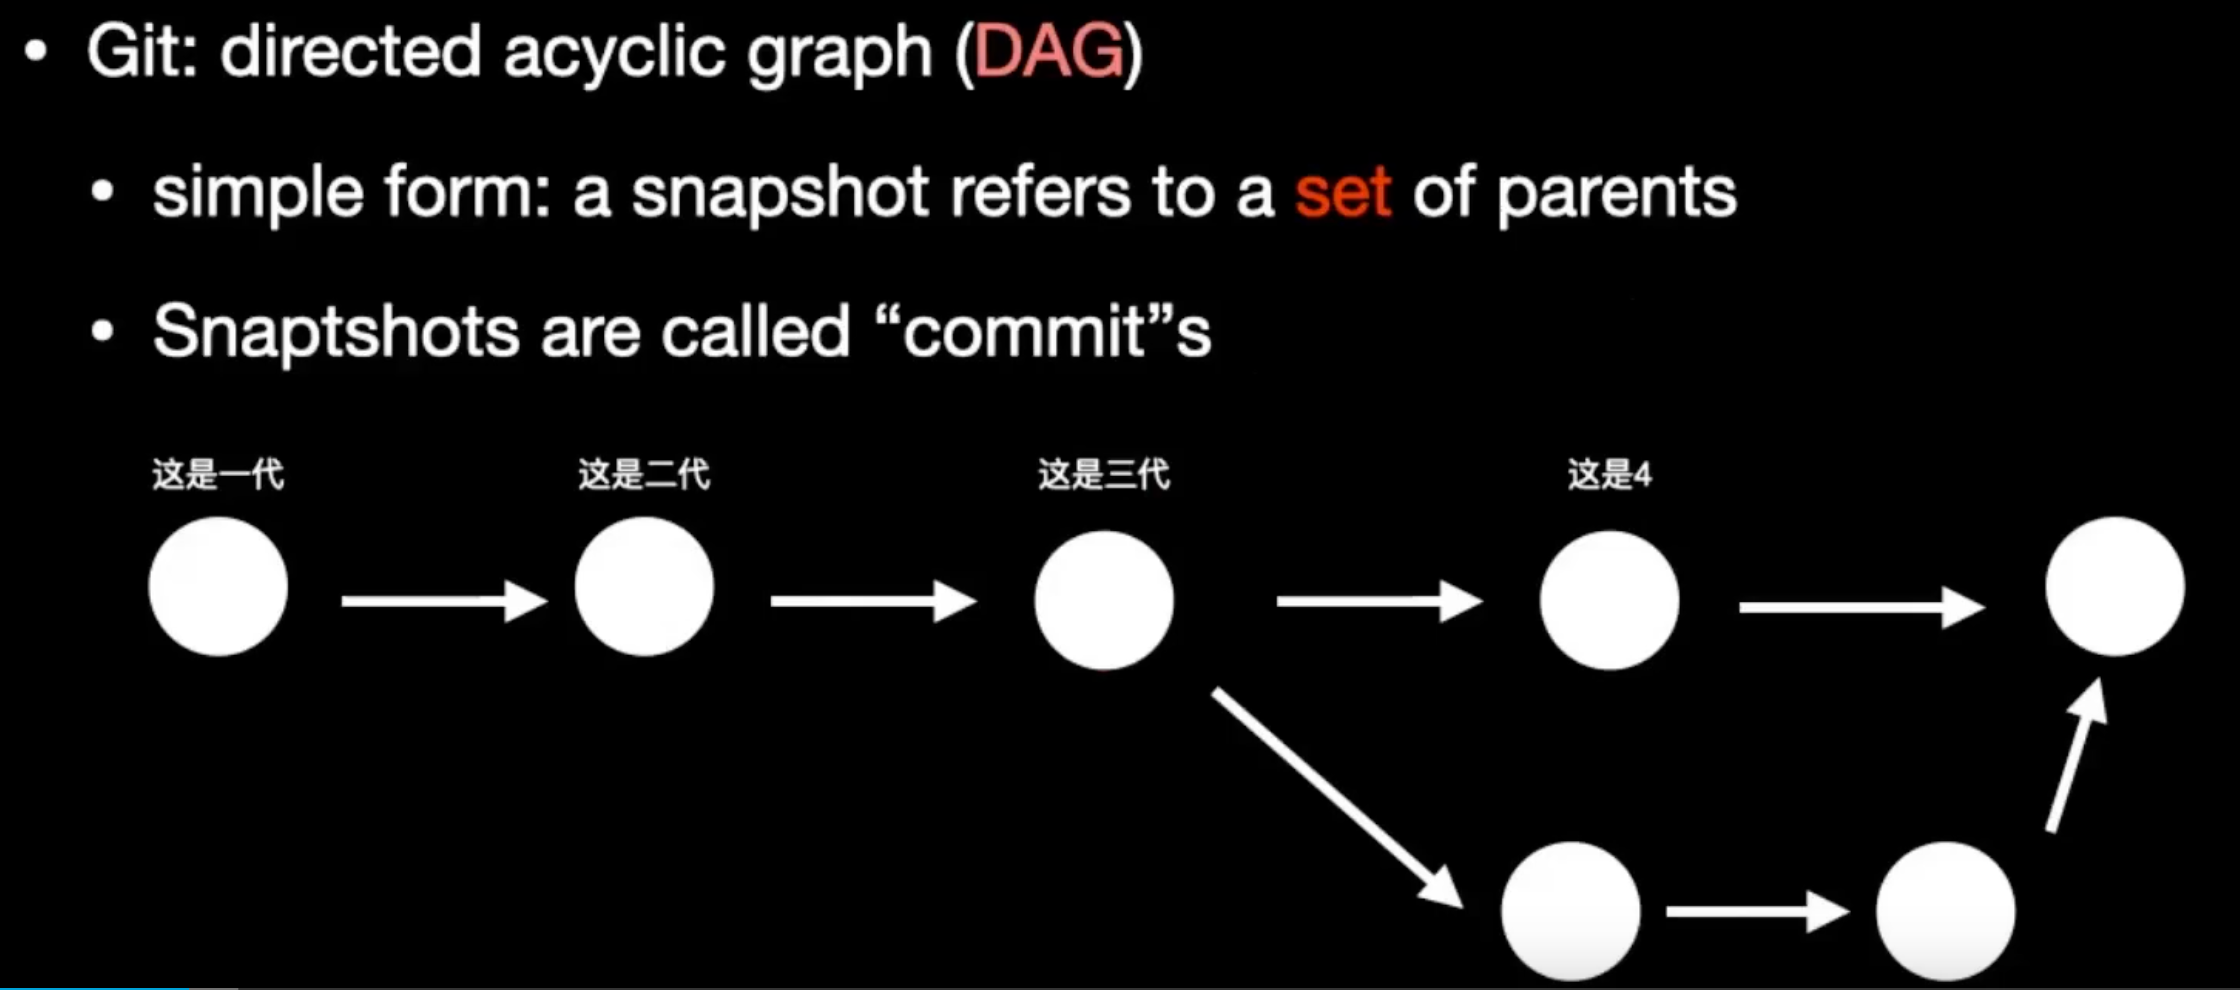 • Git: directed acyclic graph (DAG)
• simple form: a snapshot refers to a set of parents
• Snaptshots are called “commit”s
这是一代
这是二代
这是三代
这是4